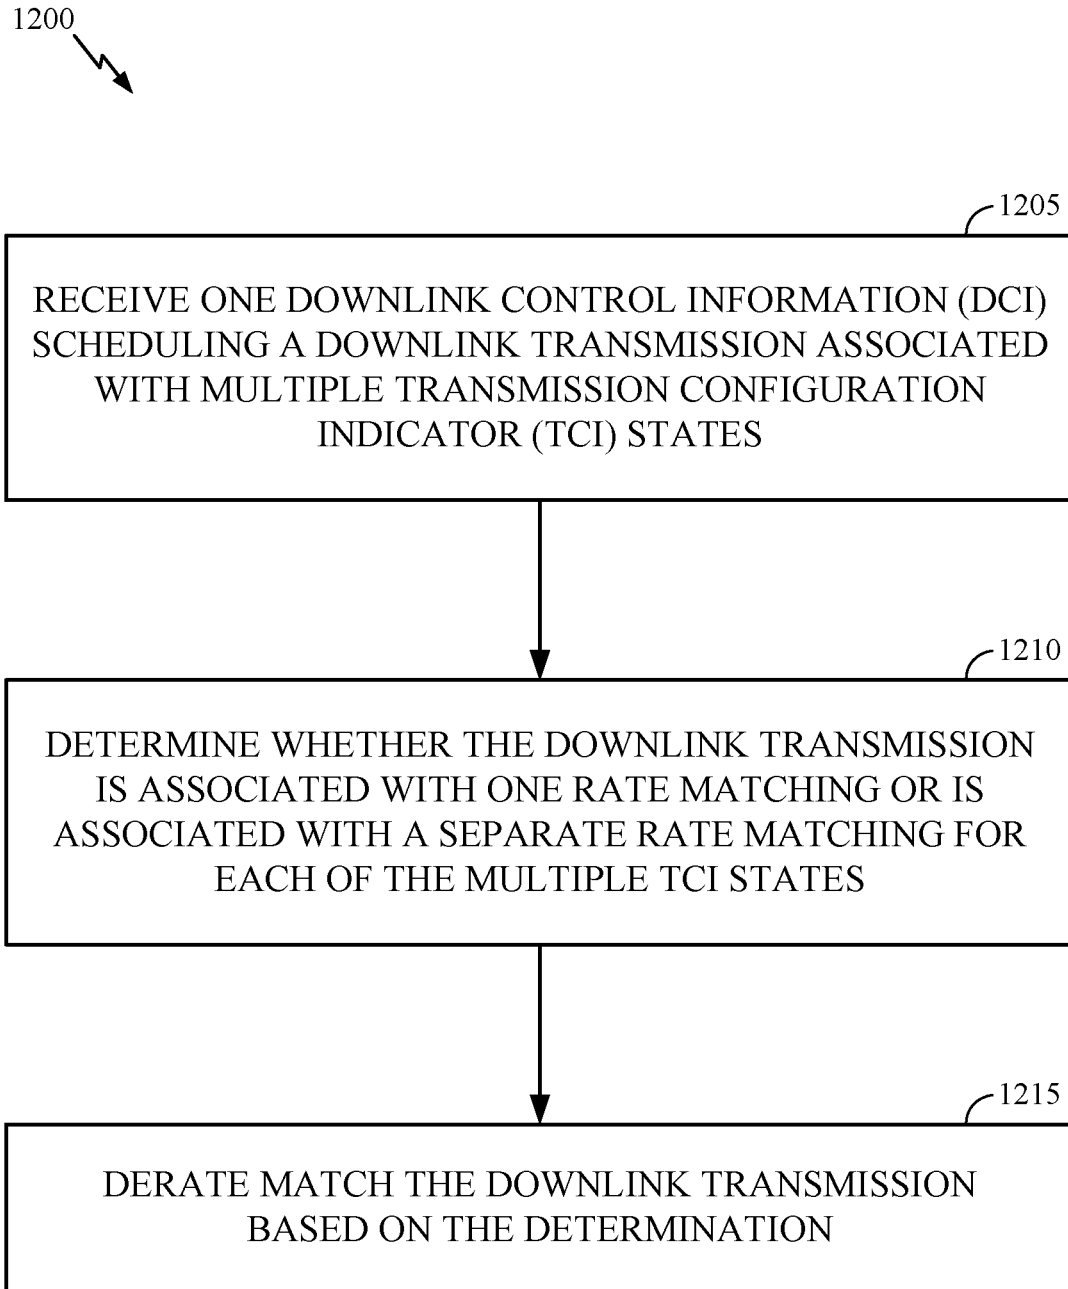 1200
1205
RECEIVE ONE DOWNLINK CONTROL INFORMATION (DCI)
SCHEDULING A DOWNLINK TRANSMISSION ASSOCIATED
WITH MULTIPLE TRANSMISSION CONFIGURATION
INDICATOR (TCI) STATES
1210
DETERMINE WHETHER THE DOWNLINK TRANSMISSION
IS ASSOCIATED WITH ONE RATE MATCHING OR IS
ASSOCIATED WITH A SEPARATE RATE MATCHING FOR
EACH OF THE MULTIPLE TCI STATES
1215
DERATE MATCH THE DOWNLINK TRANSMISSION
BASED ON THE DETERMINATION